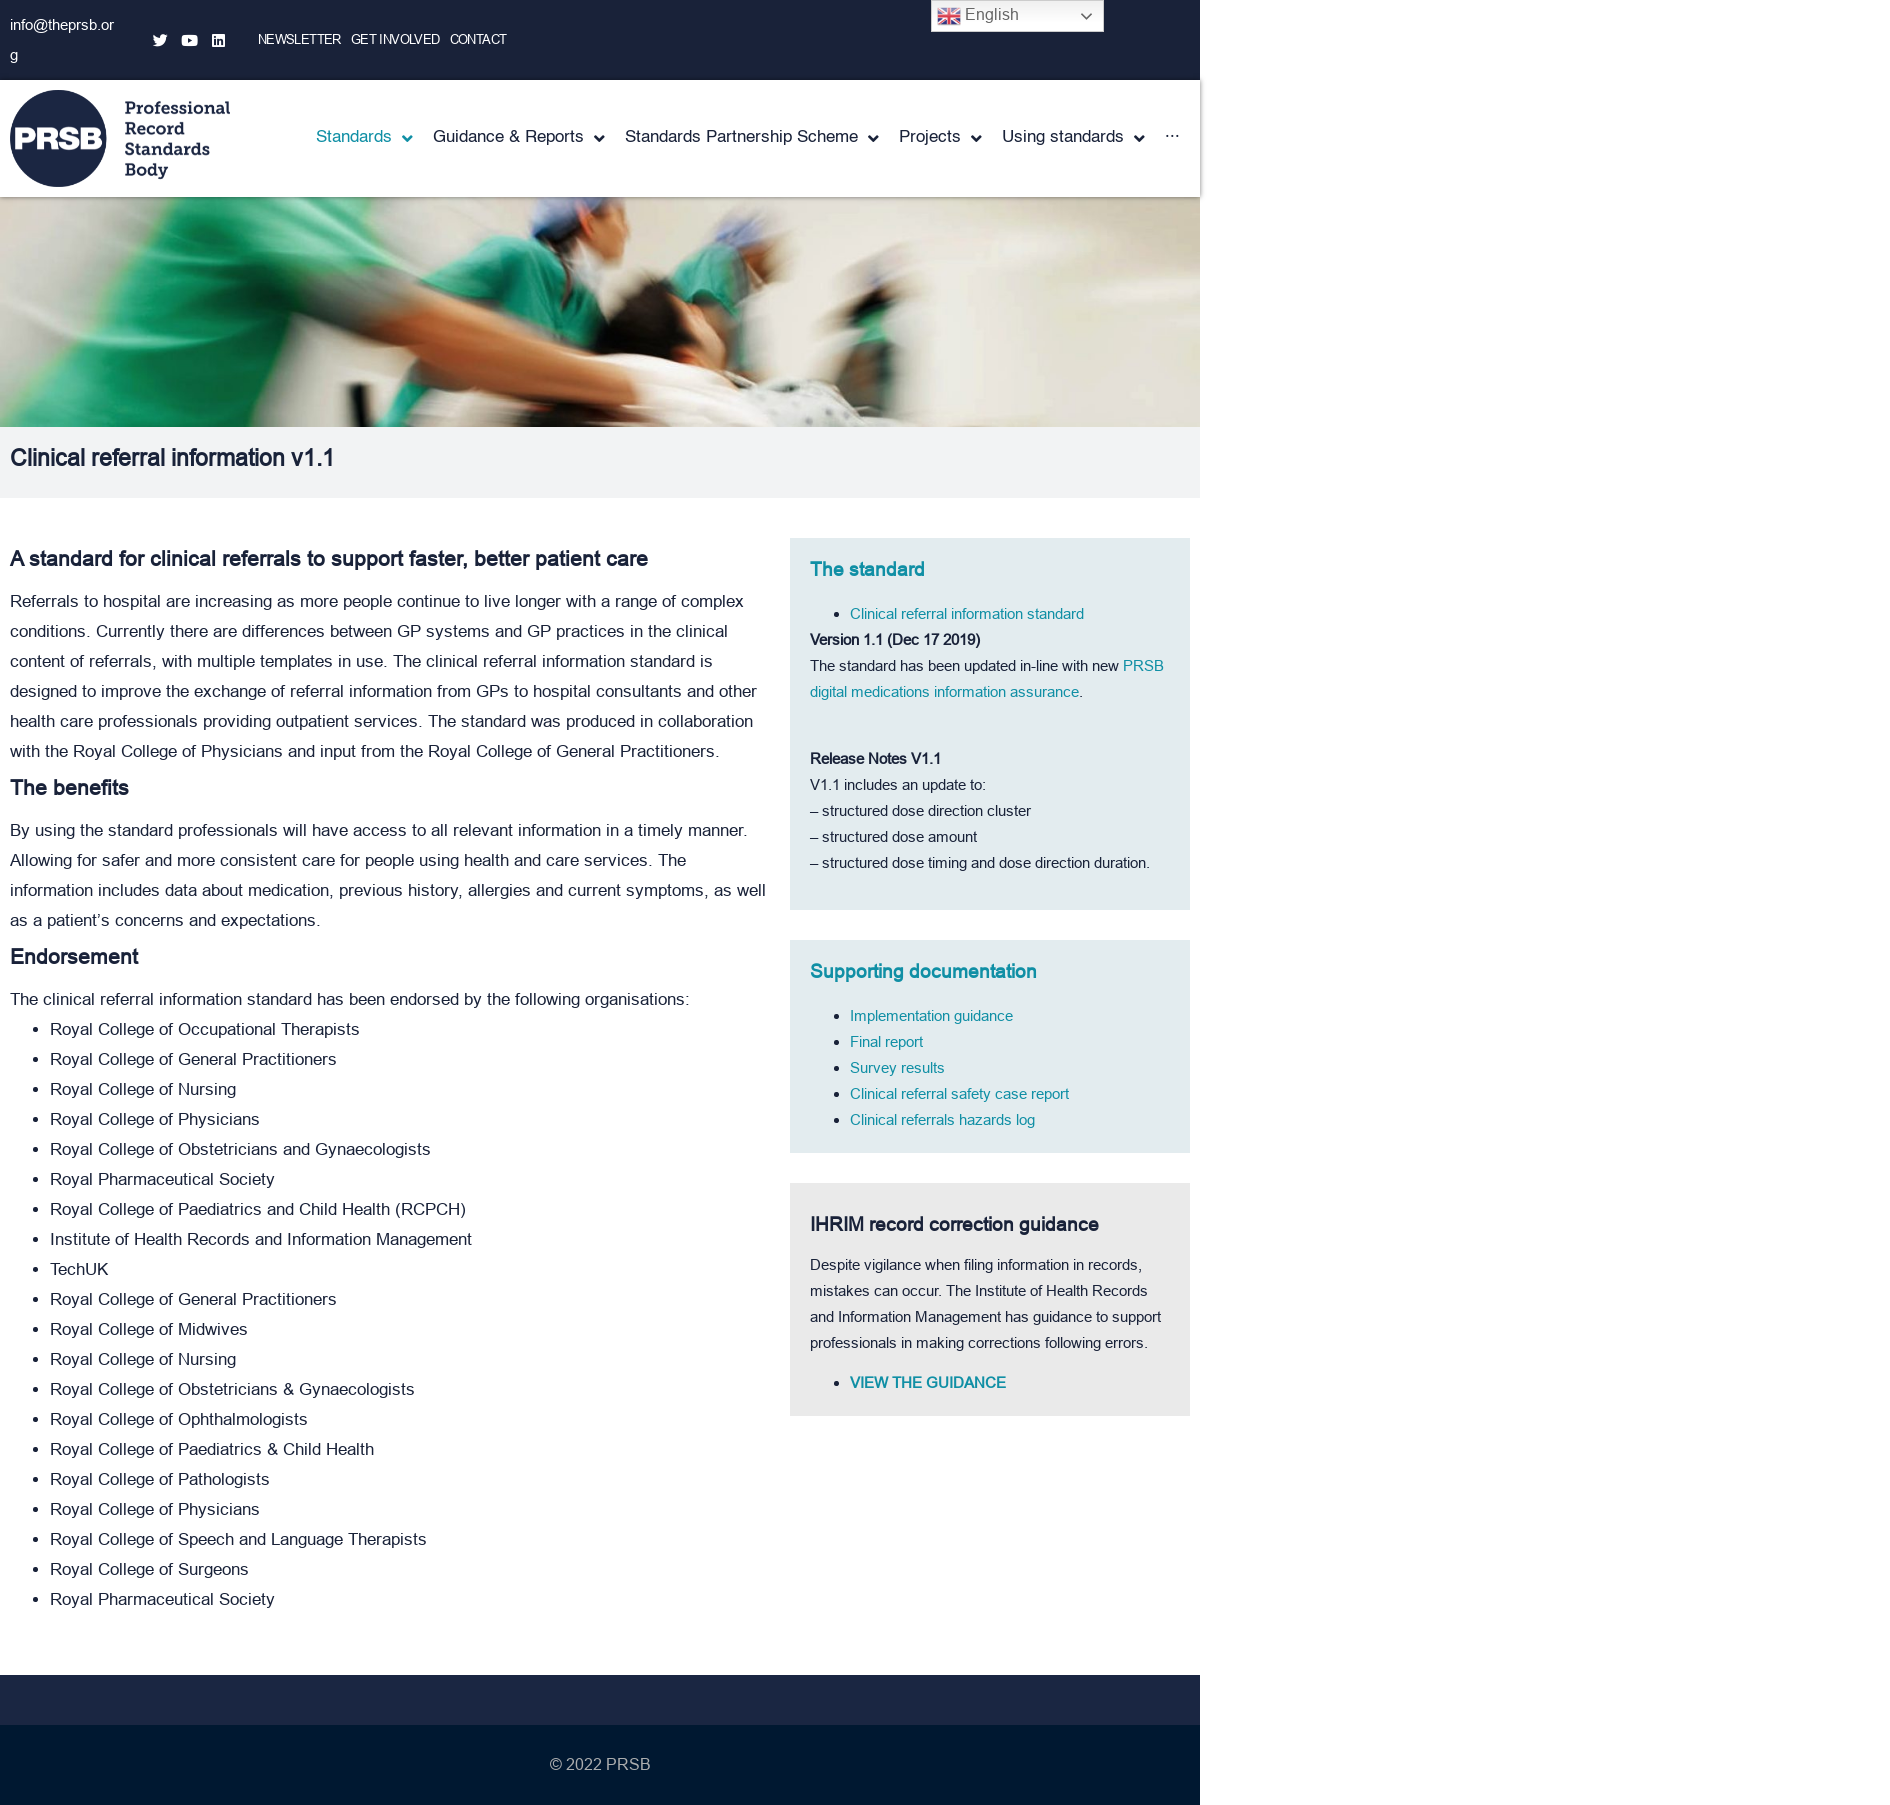 info@theprsb.or
g
NEWSLETTER GET INVOLVED CONTACT
English
PRSB
Professional
Record
Standards
Body
Standards Guidance & Reports Standards Partnership Scheme Projects Using standards ...
Clinical referral information v1.1
A standard for clinical referrals to support faster, better patient care
Referrals to hospital are increasing as more people continue to live longer with a range of complex
conditions. Currently there are differences between GP systems and GP practices in the clinical
content of referrals, with multiple templates in use. The clinical referral information standard is
designed to improve the exchange of referral information from GPs to hospital consultants and other
health care professionals providing outpatient services. The standard was produced in collaboration
with the Royal College of Physicians and input from the Royal College of General Practitioners.
The benefits
By using the standard professionals will have access to all relevant information in a timely manner.
Allowing for safer and more consistent care for people using health and care services. The
information includes data about medication, previous history, allergies and current symptoms, as well
as a patient’s concerns and expectations.
Endorsement
The clinical referral information standard has been endorsed by the following organisations:
• Royal College of Occupational Therapists
• Royal College of General Practitioners
• Royal College of Nursing
• Royal College of Physicians
• Royal College of Obstetricians and Gynaecologists
• Royal Pharmaceutical Society
• Royal College of Paediatrics and Child Health (RCPCH)
• Institute of Health Records and Information Management
• TechUK
• Royal College of General Practitioners
• Royal College of Midwives
• Royal College of Nursing
• Royal College of Obstetricians & Gynaecologists
• Royal College of Ophthalmologists
• Royal College of Paediatrics & Child Health
• Royal College of Pathologists
• Royal College of Physicians
• Royal College of Speech and Language Therapists
• Royal College of Surgeons
• Royal Pharmaceutical Society
The standard
• Clinical referral information standard
Version 1.1 (Dec 17 2019)
The standard has been updated in-line with new PRSB
digital medications information assurance.
Release Notes V1.1
V1.1 includes an update to:
– structured dose direction cluster
– structured dose amount
– structured dose timing and dose direction duration.
Supporting documentation
• Implementation guidance
• Final report
• Survey results
• Clinical referral safety case report
• Clinical referrals hazards log
IHRIM record correction guidance
Despite vigilance when filing information in records,
mistakes can occur. The Institute of Health Records
and Information Management has guidance to support
professionals in making corrections following errors.
• VIEW THE GUIDANCE
© 2022 PRSB